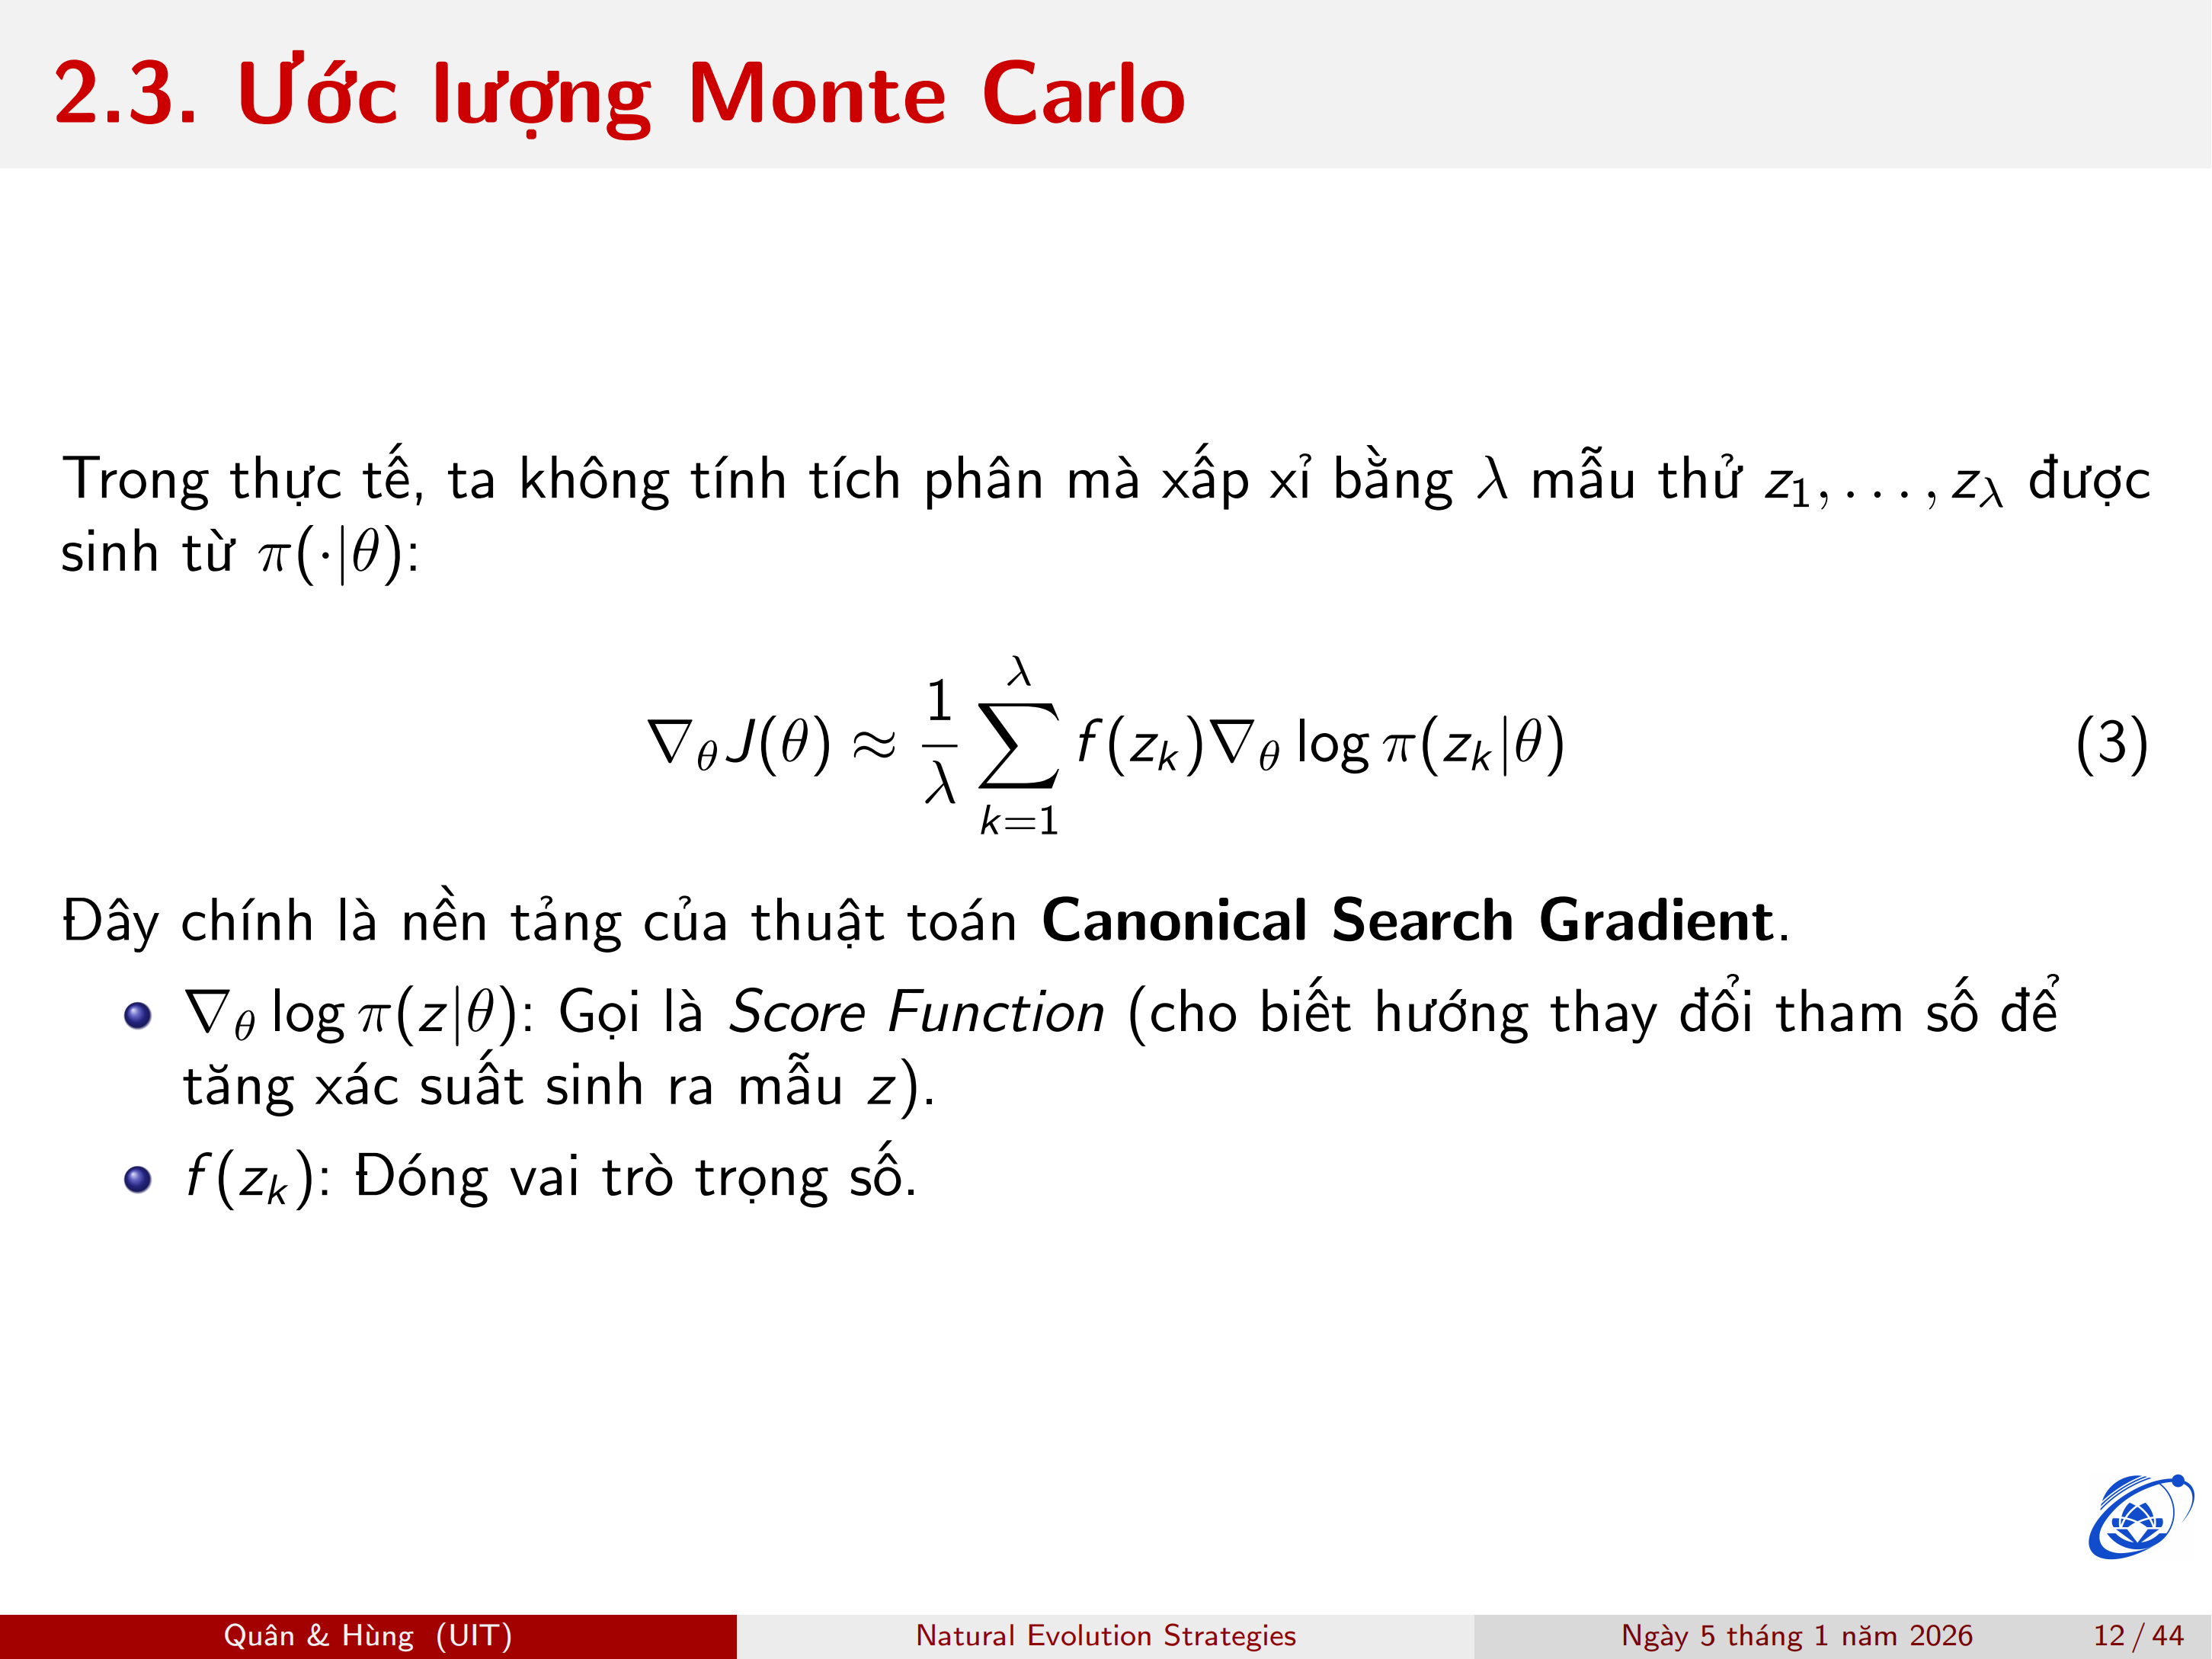 2.3. Ước lượng Monte Carlo
Trong thực tế, ta không tính tích phân mà xấp xỉ bằng λ mẫu thử z₁, . . . , z_λ được
sinh từ π(·|θ):
∇_θ J(θ) ≈ \frac{1}{λ} \sum_{k=1}^{λ} f(z_k)∇_θ log π(z_k|θ) (3)
Đây chính là nền tảng của thuật toán Canonical Search Gradient.
∇_θ log π(z|θ): Gọi là Score Function (cho biết hướng thay đổi tham số để
tăng xác suất sinh ra mẫu z).
f(z_k): Đóng vai trò trọng số.
Quân & Hùng (UIT) Natural Evolution Strategies Ngày 5 tháng 1 năm 2026 12 / 44